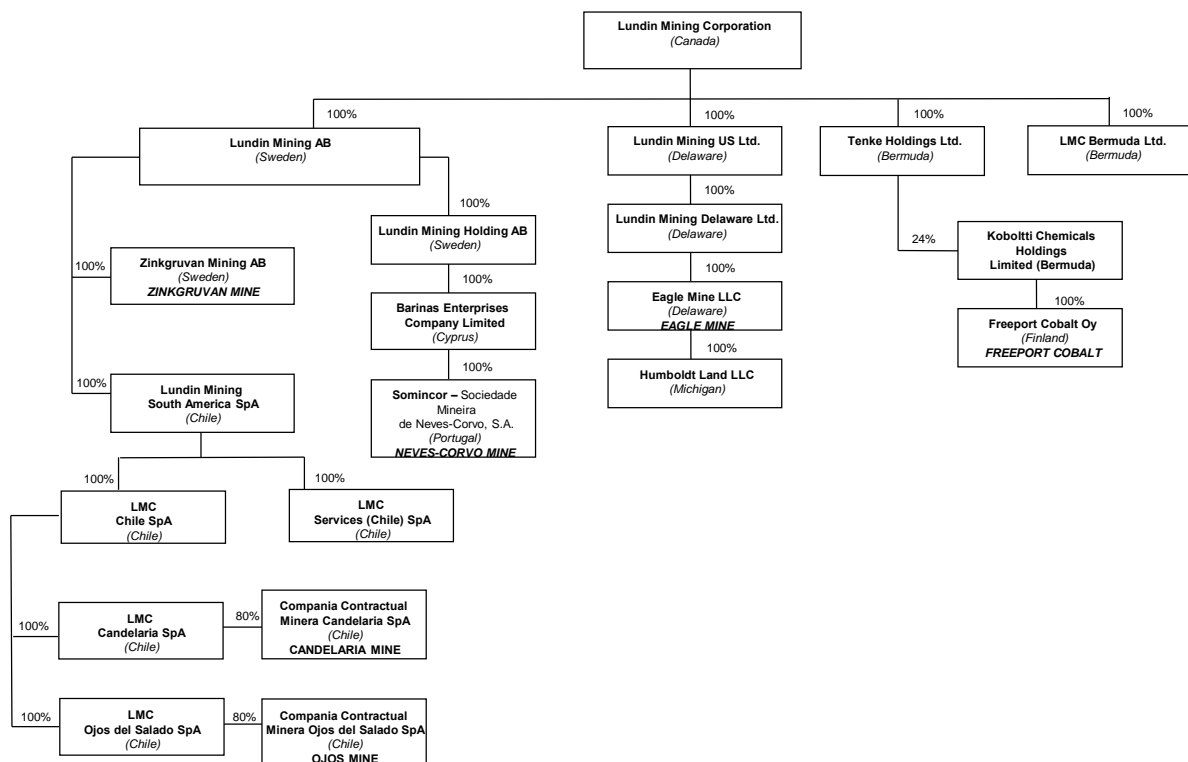 Lundin Mining Corporation
(Canada)
100%
100%
100%
100%
Lundin Mining AB
(Sweden)
Lundin Mining US Ltd.
(Delaware)
Tenke Holdings Ltd.
(Bermuda)
LMC Bermuda Ltd.
(Bermuda)
100%
100%
Lundin Mining Holding AB
(Sweden)
Lundin Mining Delaware Ltd.
(Delaware)
24%
Koboltti Chemicals
Holdings
Limited (Bermuda)
100%
Zinkgruvan Mining AB
(Sweden)
ZINKGRUVAN MINE
100%
100%
100%
Barinas Enterprises
Company Limited
(Cyprus)
Eagle Mine LLC
(Delaware)
EAGLE MINE
Freeport Cobalt Oy
(Finland)
FREEPORT COBALT
100%
100%
100%
Lundin Mining
South America SpA
(Chile)
Somincor – Sociedade
Mineira
de Neves-Corvo, S.A.
(Portugal)
NEVES-CORVO MINE
Humboldt Land LLC
(Michigan)
100%
100%
LMC
Chile SpA
(Chile)
LMC
Services (Chile) SpA
(Chile)
100%
LMC
Candelaria SpA
(Chile)
80%
Compania Contractual
Minera Candelaria SpA
(Chile)
CANDELARIA MINE
100%
LMC
Ojos del Salado SpA
(Chile)
80%
Compania Contractual
Minera Ojos del Salado SpA
(Chile)
OJOS MINE